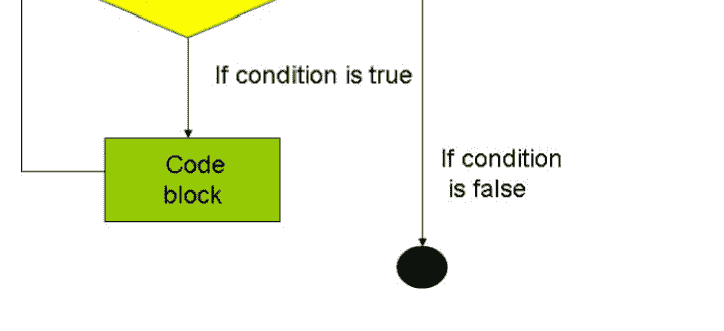 If condition is true
Code
block
If condition
is false